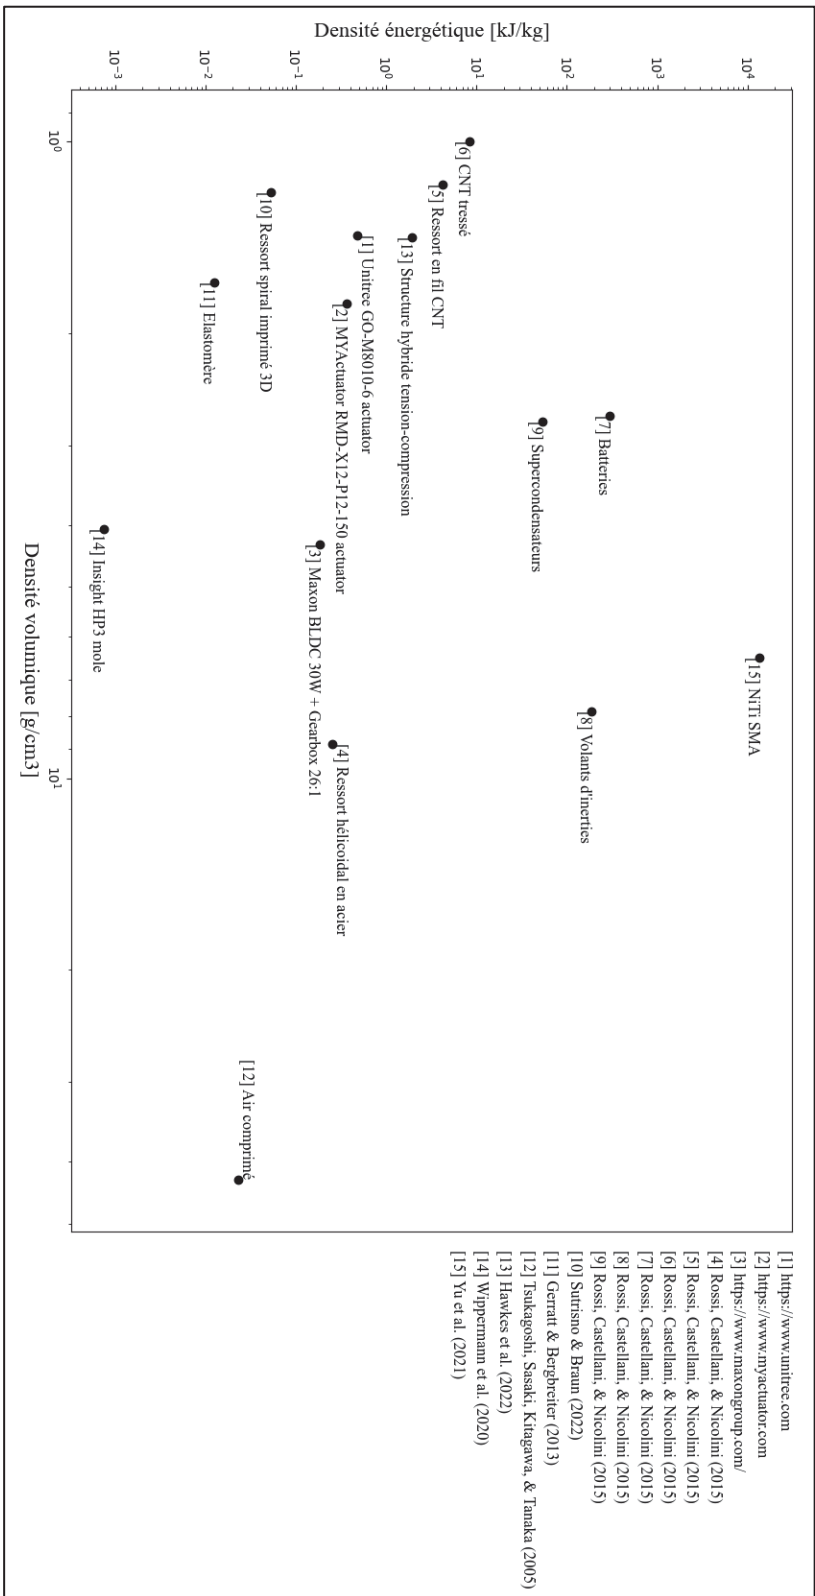 Densité énergétique [kJ/kg]
10⁴
10³
10²
10¹
10⁰
10⁻¹
10⁻²
10⁻³
[15] NiTi SMA
[7] Batteries
[8] Volants d'inerties
[9] Supercondensateurs
[6] CNT tressé
[5] Ressort en fil CNT
[13] Structure hybride tension-compression
[1] Unitree GO-M8010-6 actuator
[2] MYActuator RMD-X12-P12-150 actuator
[4] Ressort hélicoidal en acier
[3] Maxon BLDC 30W + Gearbox 26:1
[10] Ressort spiral imprimé 3D
[12] Air comprimé
[11] Elastomère
[14] Insight HP3 mole
10⁰
10¹
Densité volumique [g/cm3]
[1] https://www.unitree.com
[2] https://www.myactuator.com
[3] https://www.maxongroup.com/
[4] Rossi, Castellani, & Nicolini (2015)
[5] Rossi, Castellani, & Nicolini (2015)
[6] Rossi, Castellani, & Nicolini (2015)
[7] Rossi, Castellani, & Nicolini (2015)
[8] Rossi, Castellani, & Nicolini (2015)
[9] Rossi, Castellani, & Nicolini (2015)
[10] Sutrisno & Braun (2022)
[11] Gerratt & Bergbreiter (2013)
[12] Tsukagoshi, Sasaki, Kitagawa, & Tanaka (2005)
[13] Hawkes et al. (2022)
[14] Wippermann et al. (2020)
[15] Yu et al. (2021)